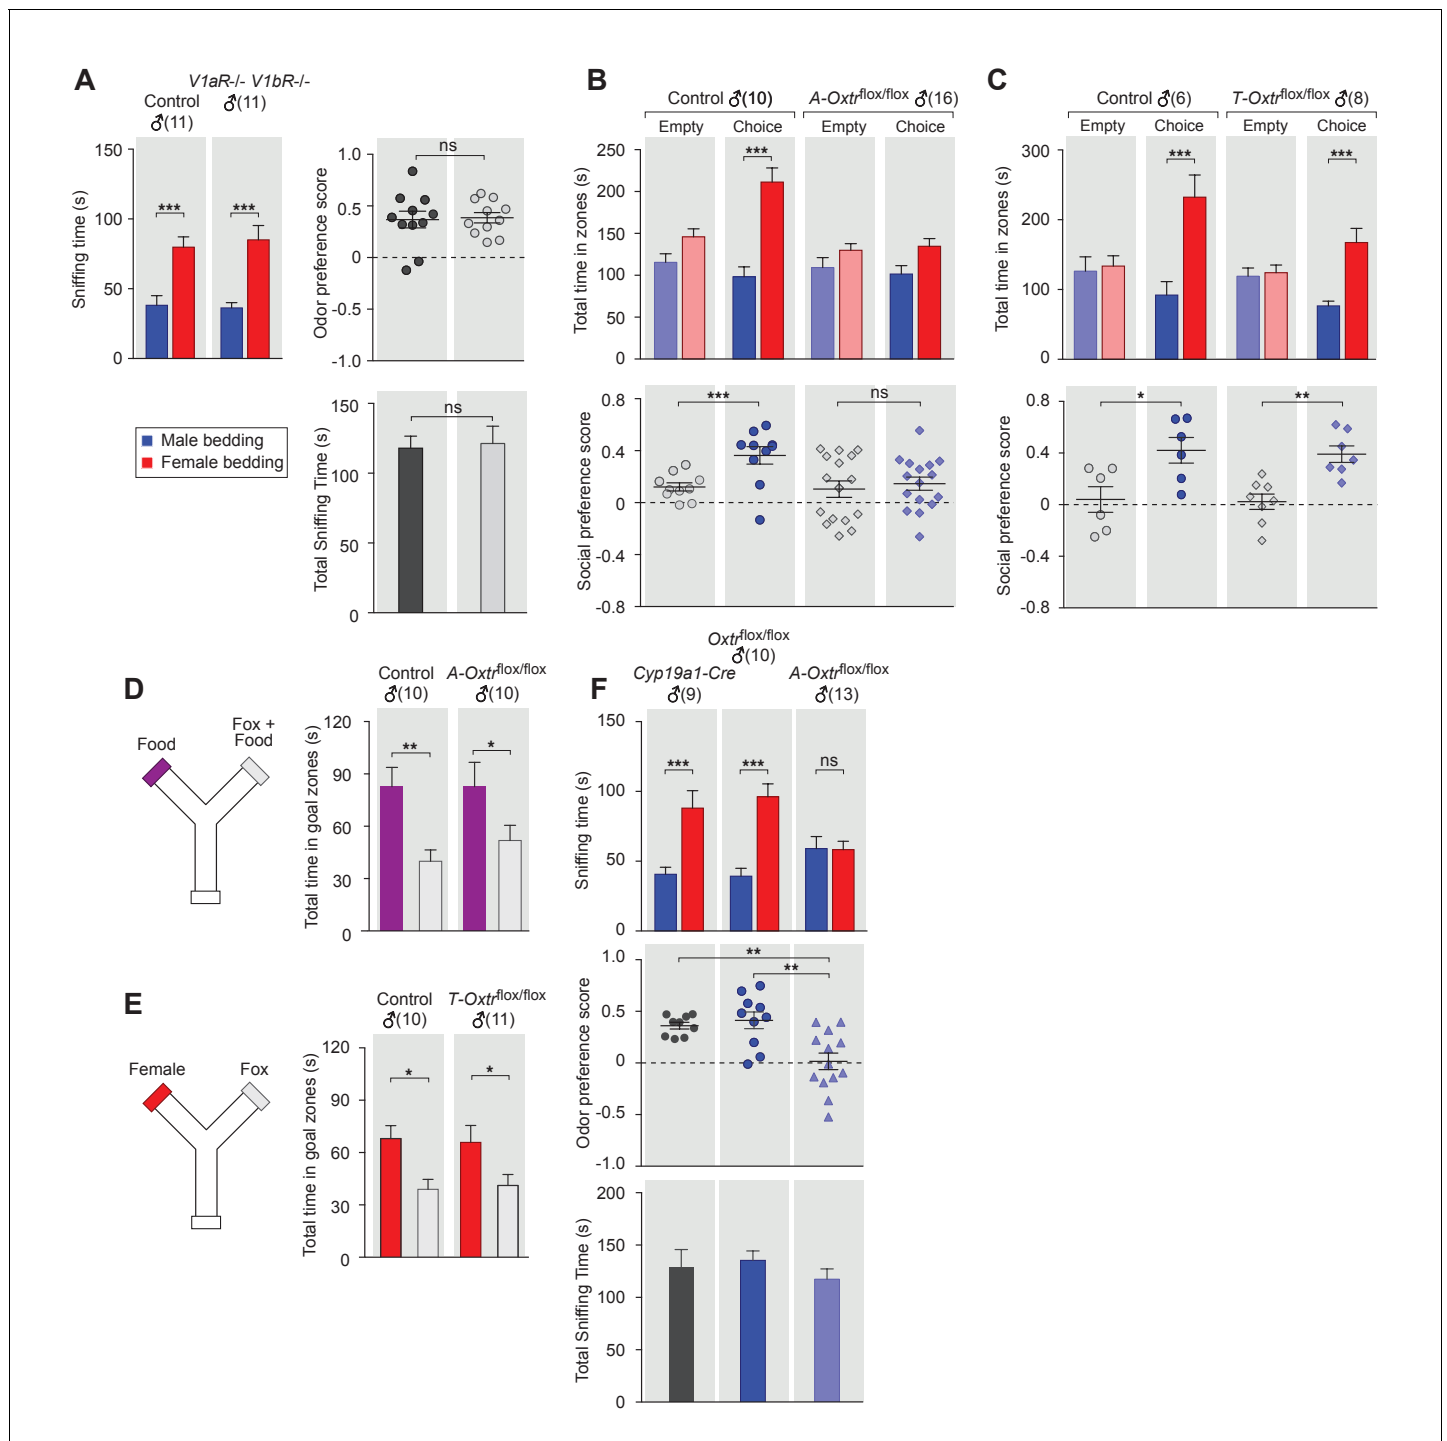 A
V1aR-/- V1bR-/-
Control ♂(11)
♂(11)
150
100
50
0
Sniffing time (s)
***
***
1.0
0.5
0
-0.5
-1.0
Odor preference score
ns
Male bedding
Female bedding
150
100
50
0
Total Sniffing Time (s)
ns
B
Control ♂(10) A-Oxtrflox/flox ♂(16)
Empty Choice Empty Choice
250
200
150
100
50
0
Total time in zones (s)
***
0.8
0.4
0
-0.4
-0.8
Social preference score
***
ns
C
Control ♂(6) T-Oxtrflox/flox ♂(8)
Empty Choice Empty Choice
300
200
100
0
Total time in zones (s)
***
***
0.8
0.4
0
-0.4
-0.8
Social preference score
*
**
D
Food
Fox +
Food
Control A-Oxtrflox/flox
♂(10) ♂(10)
120
90
60
30
0
Total time in goal zones (s)
**
*
E
Female
Fox
Control T-Oxtrflox/flox
♂(10) ♂(11)
120
90
60
30
0
Total time in goal zones (s)
*
*
F
Oxtrflox/flox
♂(10)
Cyp19a1-Cre A-Oxtrflox/flox
♂(9) ♂(13)
150
100
50
0
Sniffing time (s)
***
***
ns
1.0
0.5
0
-0.5
-1.0
Odor preference score
**
**
200
150
100
50
0
Total Sniffing Time (s)